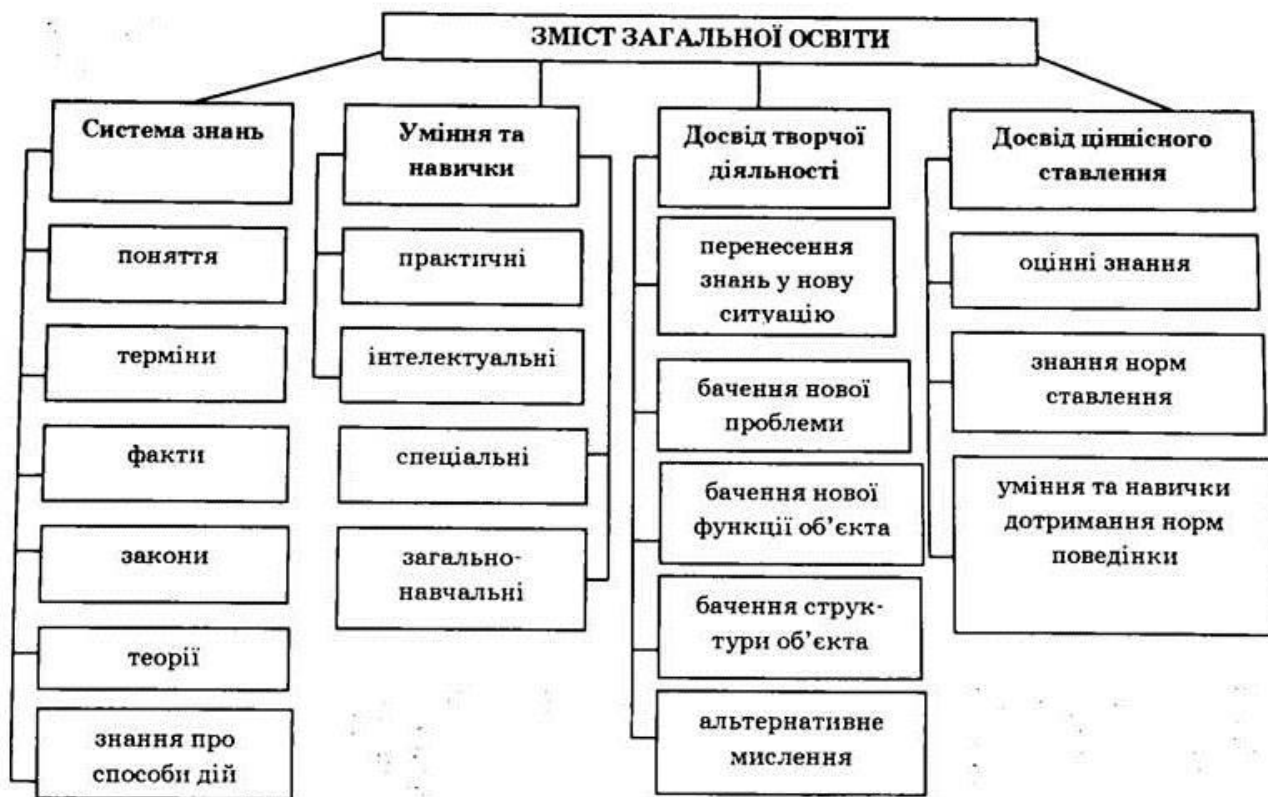 ЗМІСТ ЗАГАЛЬНОЇ ОСВІТИ
Система знань
поняття
терміни
факти
закони
теорії
знання про
способи дій
Уміння та
навички
практичні
інтелектуальні
спеціальні
загально-
навчальні
Досвід творчої
діяльності
перенесення
знань у нову
ситуацію
бачення нової
проблеми
бачення нової
функції об’єкта
бачення струк-
тури об’єкта
альтернативне
мислення
Досвід ціннісного
ставлення
оцінні знання
знання норм
ставлення
уміння та навички
дотримання норм
поведінки